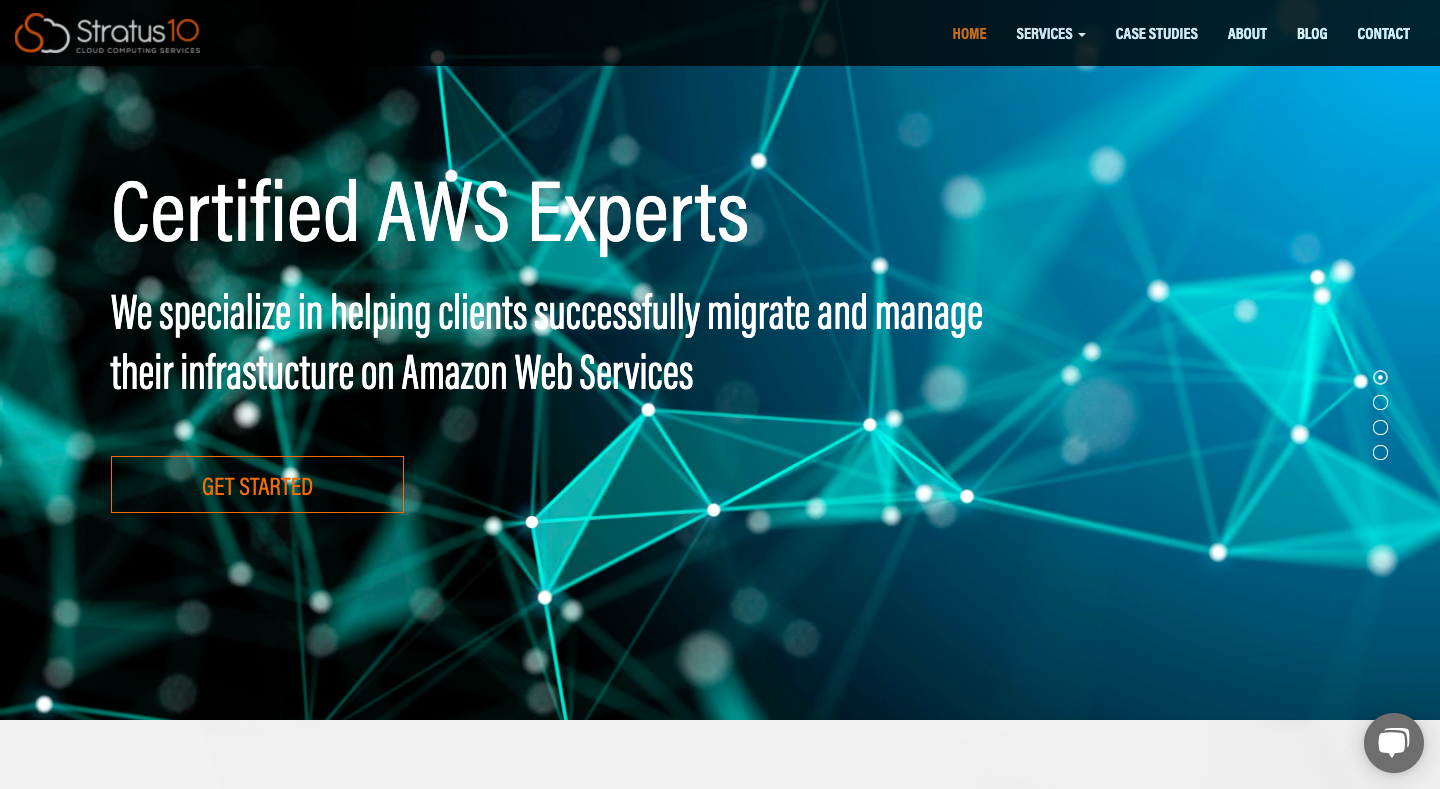 Stratus10
CLOUD COMPUTING SERVICES
HOME
SERVICES
CASE STUDIES
ABOUT
BLOG
CONTACT
Certified AWS Experts
We specialize in helping clients successfully migrate and manage
their infrastucture on Amazon Web Services
GET STARTED